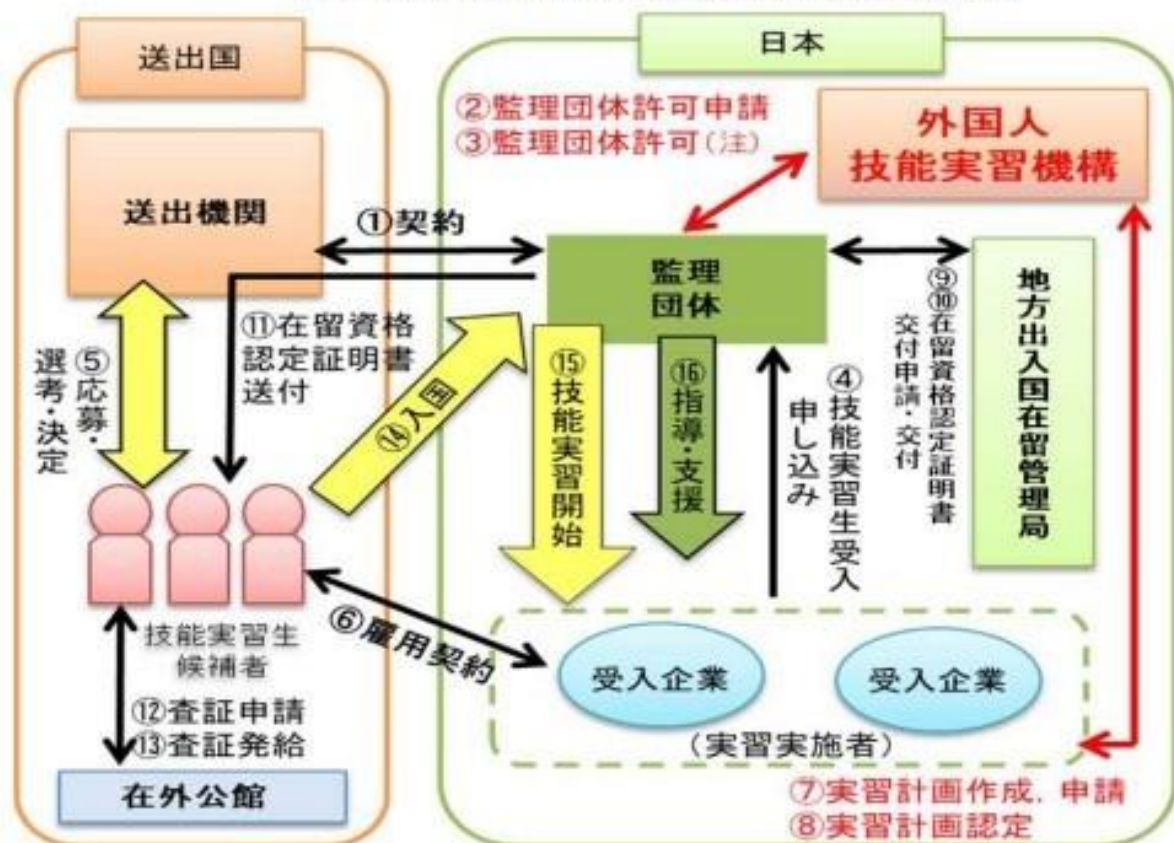 送出国
日本
②監理団体許可申請
③監理団体許可(注)
外国人
技能実習機構
送出機関
①契約
監理
団体
地方出入国在留管理局
⑨⑩在留資格認定証明書
交付申請・交付
⑤応募・
選考・決定
⑪在留資格
認定証明書
送付
⑭入国
⑮技能実習開始
⑯指導・支援
④技能実習生受入
申し込み
技能実習生
候補者
⑥雇用契約
受入企業
受入企業
(実習実施者)
⑫査証申請
⑬査証発給
在外公館
⑦実習計画作成，申請
⑧実習計画認定